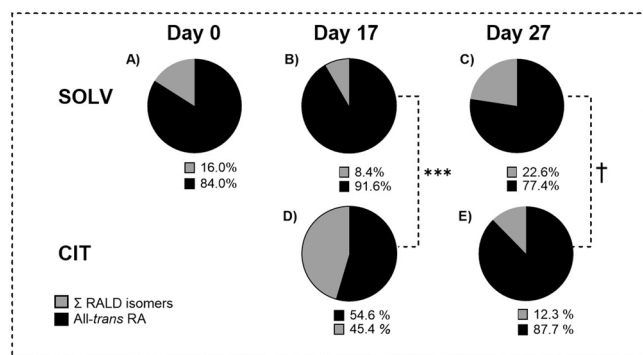 Day 0 Day 17 Day 27
A) B) C)
SOLV
16.0% 8.4% 22.6%
84.0% 91.6% 77.4%
*** †
D) E)
CIT
Σ RALD isomers
All-trans RA
54.6 % 12.3 %
45.4 % 87.7 %